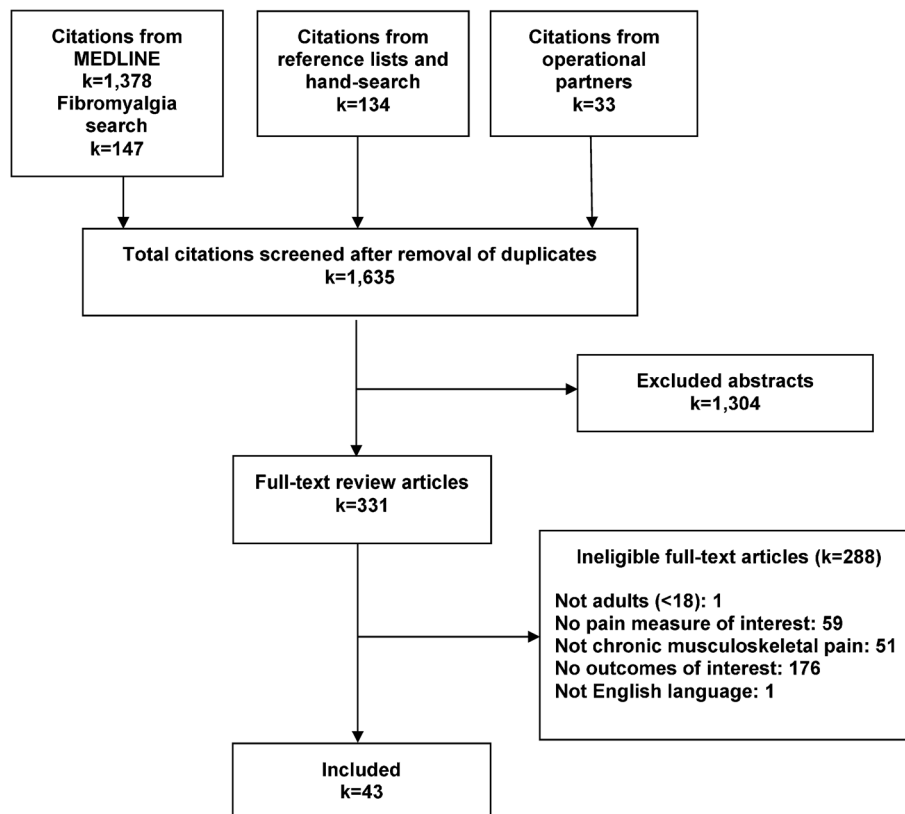 Citations from
MEDLINE
k=1,378
Fibromyalgia
search
k=147
Citations from
reference lists and
hand-search
k=134
Citations from
operational
partners
k=33
Total citations screened after removal of duplicates
k=1,635
Excluded abstracts
k=1,304
Full-text review articles
k=331
Ineligible full-text articles (k=288)
Not adults (<18): 1
No pain measure of interest: 59
Not chronic musculoskeletal pain: 51
No outcomes of interest: 176
Not English language: 1
Included
k=43